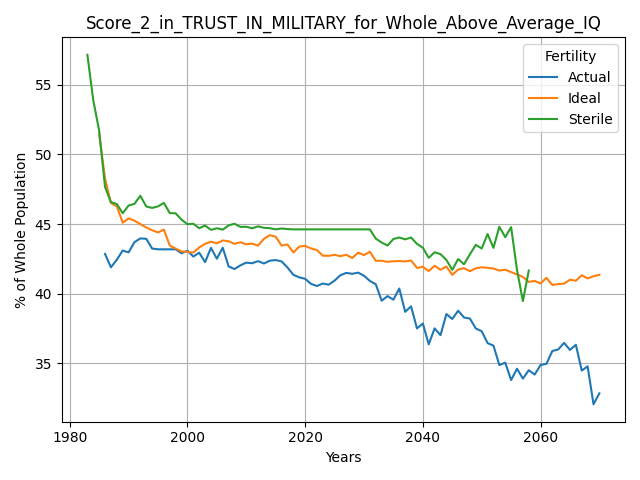 Score_2_in_TRUST_IN_MILITARY_for_Whole_Above_Average_IQ
Fertility
Actual
Ideal
Sterile
% of Whole Population
55
50
45
40
35
1980
2000
2020
2040
2060
Years